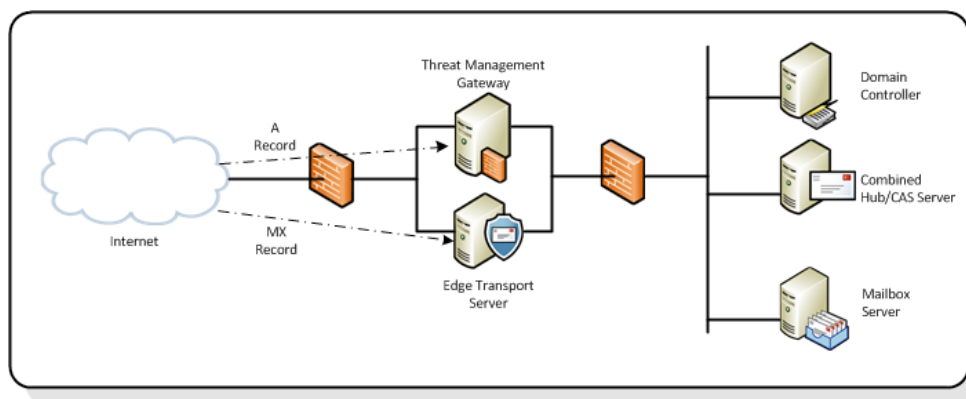 Threat Management
Gateway
A
Record
Internet
MX
Record
Edge Transport
Server
Domain
Controller
Combined
Hub/CAS Server
Mailbox
Server